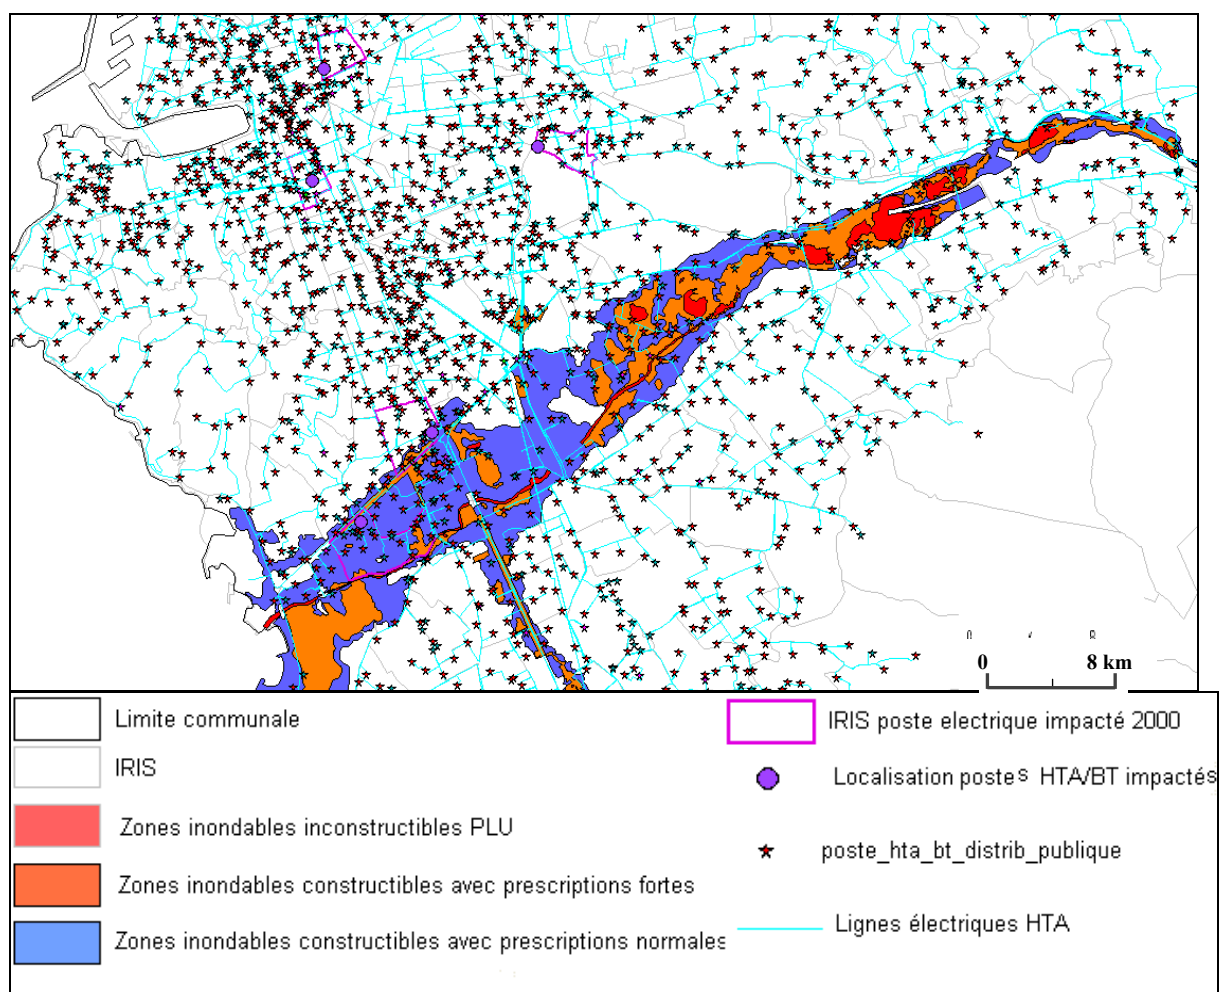 0 8 km
Limite communale
IRIS
Zones inondables inconstructibles PLU
Zones inondables constructibles avec prescriptions fortes
Zones inondables constructibles avec prescriptions normales
IRIS poste electrique impacté 2000
Localisation postes HTA/BT impactés
poste_hta_bt_distrib_publique
Lignes électriques HTA